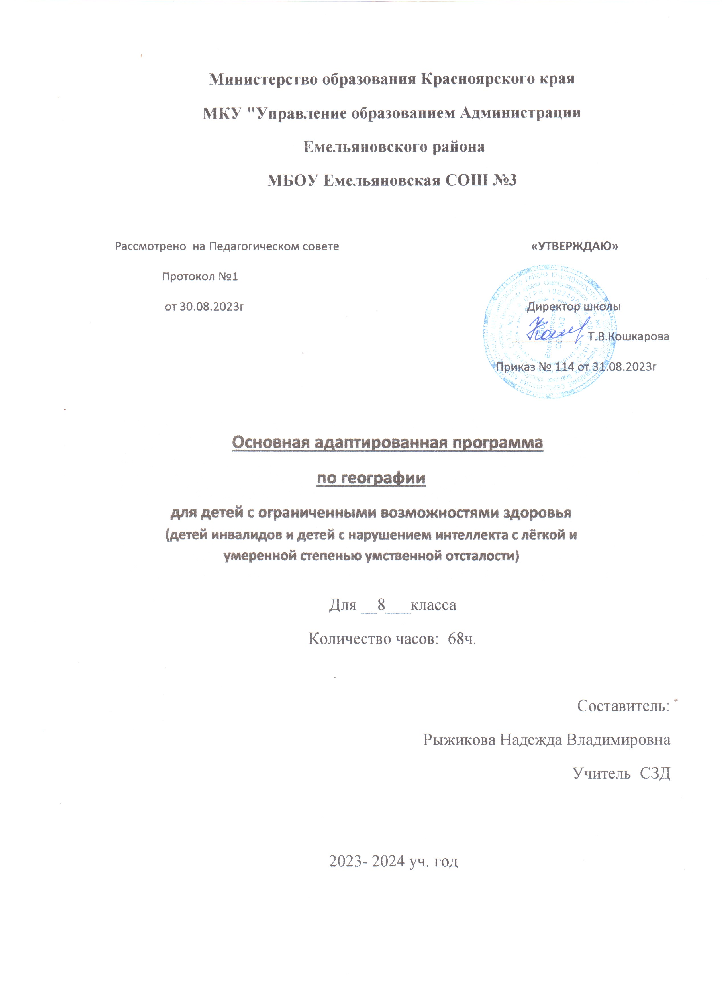 Министерство образования Красноярского края
МКУ "Управление образованием Администрации
Емельяновского района
МБОУ Емельяновская СОШ №3
Рассмотрено на Педагогическом совете
«УТВЕРЖДАЮ»
Протокол №1
от 30.08.2023г
Директор школы
Т.В.Кошкарова
Приказ № 114 от 31.08.2023г
Основная адаптированная программа
по географии
для детей с ограниченными возможностями здоровья
(детей инвалидов и детей с нарушением интеллекта с лёгкой и
умеренной степенью умственной отсталости)
Для __8___класса
Количество часов: 68ч.
Составитель:
Рыжикова Надежда Владимировна
Учитель СЗД
2023- 2024 уч. год